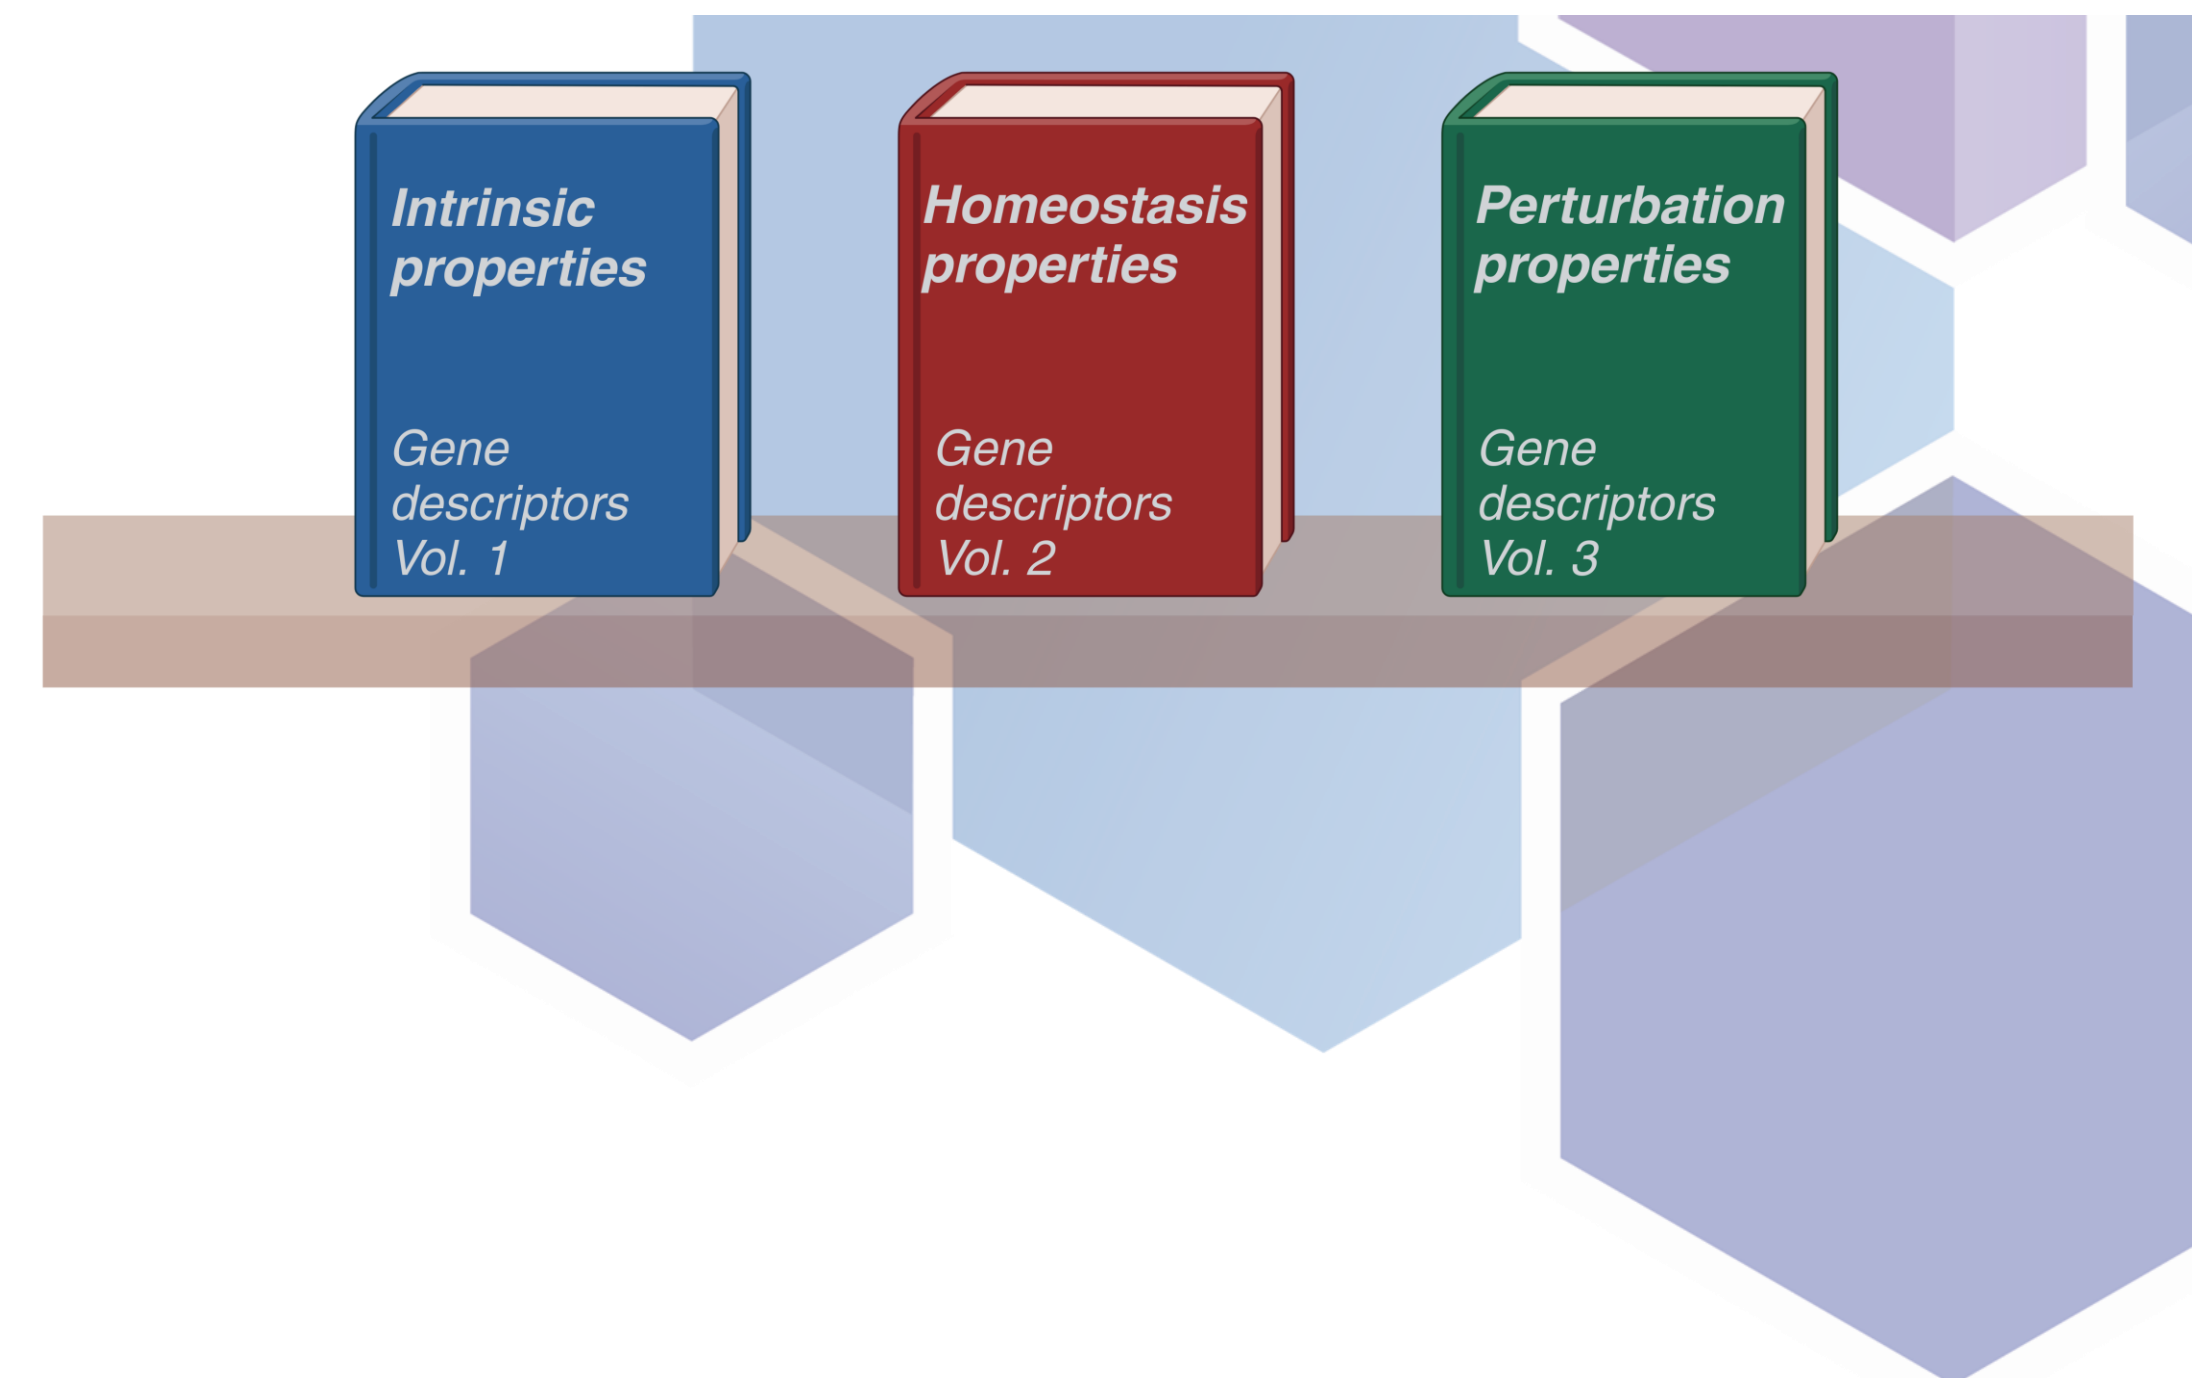 Intrinsic
properties
Gene
descriptors
Vol. 1
Homeostasis
properties
Gene
descriptors
Vol. 2
Perturbation
properties
Gene
descriptors
Vol. 3